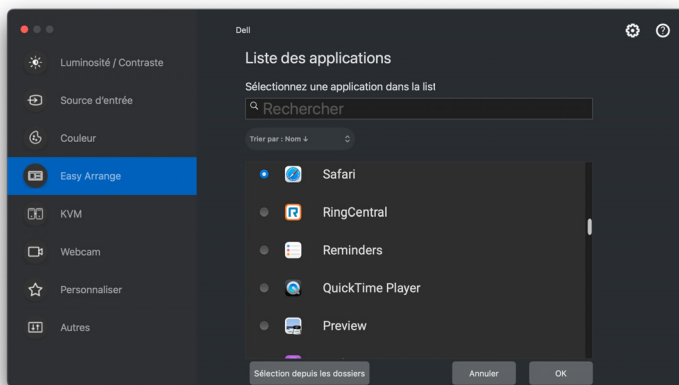 Dell
Luminosité / Contraste
Source d'entrée
Couleur
Easy Arrange
KVM
Webcam
Personnaliser
Autres
Liste des applications
Sélectionnez une application dans la list
Rechercher
Trier par : Nom ↓
Safari
RingCentral
Reminders
QuickTime Player
Preview
Sélection depuis les dossiers
Annuler
OK